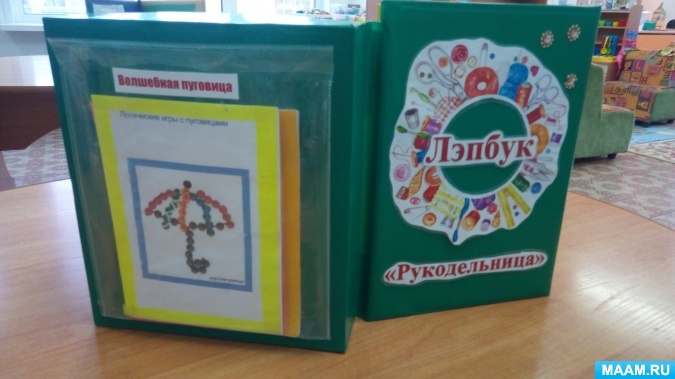 Волшебная пуговица
Логические игры с пуговицами
Лэпбук
«Рукодельница»
MAAM.RU